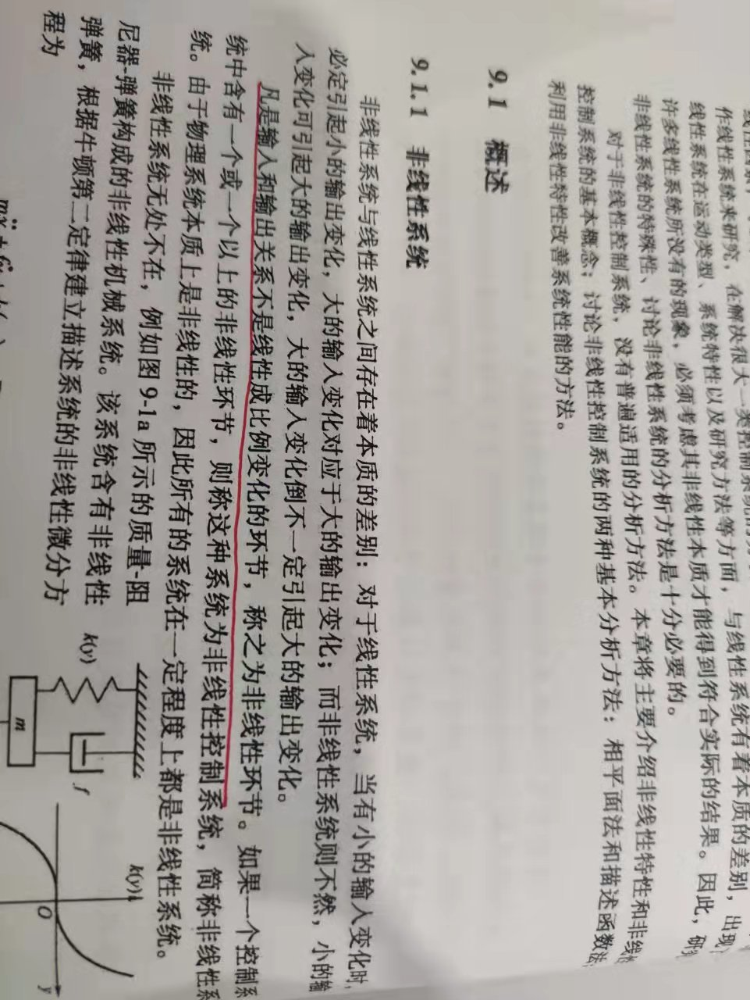 作线性系统来研究，在解决很大一类控制系统的
线性系统在运动类型、系统特性以及研究方法等方面，与线性系统有着本质的差别，出现
许多线性系统所没有的现象，必须考虑其非线性本质才能得到符合实际的结果。因此，研
非线性系统的特殊性、讨论非线性系统的分析方法是十分必要的。
对于非线性控制系统，没有普遍适用的分析方法。本章将主要介绍非线性特性和非线性
控制系统的基本概念；讨论非线性控制系统的两种基本分析方法：相平面法和描述函数法
利用非线性特性改善系统性能的方法。
9.1 概述
9.1.1 非线性系统
非线性系统与线性系统之间存在着本质的差别：对于线性系统，当有小的输入变化时，
必定引起小的输出变化，大的输入变化对应于大的输出变化；而非线性系统则不然，小的输
入变化可引起大的输出变化，大的输入变化倒不一定引起大的输出变化。
凡是输入和输出关系不是线性成比例变化的环节，称之为非线性环节。如果一个控制系
统中含有一个或一个以上的非线性环节，则称这种系统为非线性控制系统，简称非线性系
统。由于物理系统本质上是非线性的，因此所有的系统在一定程度上都是非线性系统。
非线性系统无处不在，例如图 9-1a 所示的质量-阻
尼器-弹簧构成的非线性机械系统。该系统含有非线性
弹簧，根据牛顿第二定律建立描述系统的非线性微分方
程为
k(y)
m
f
k(y)
O
y